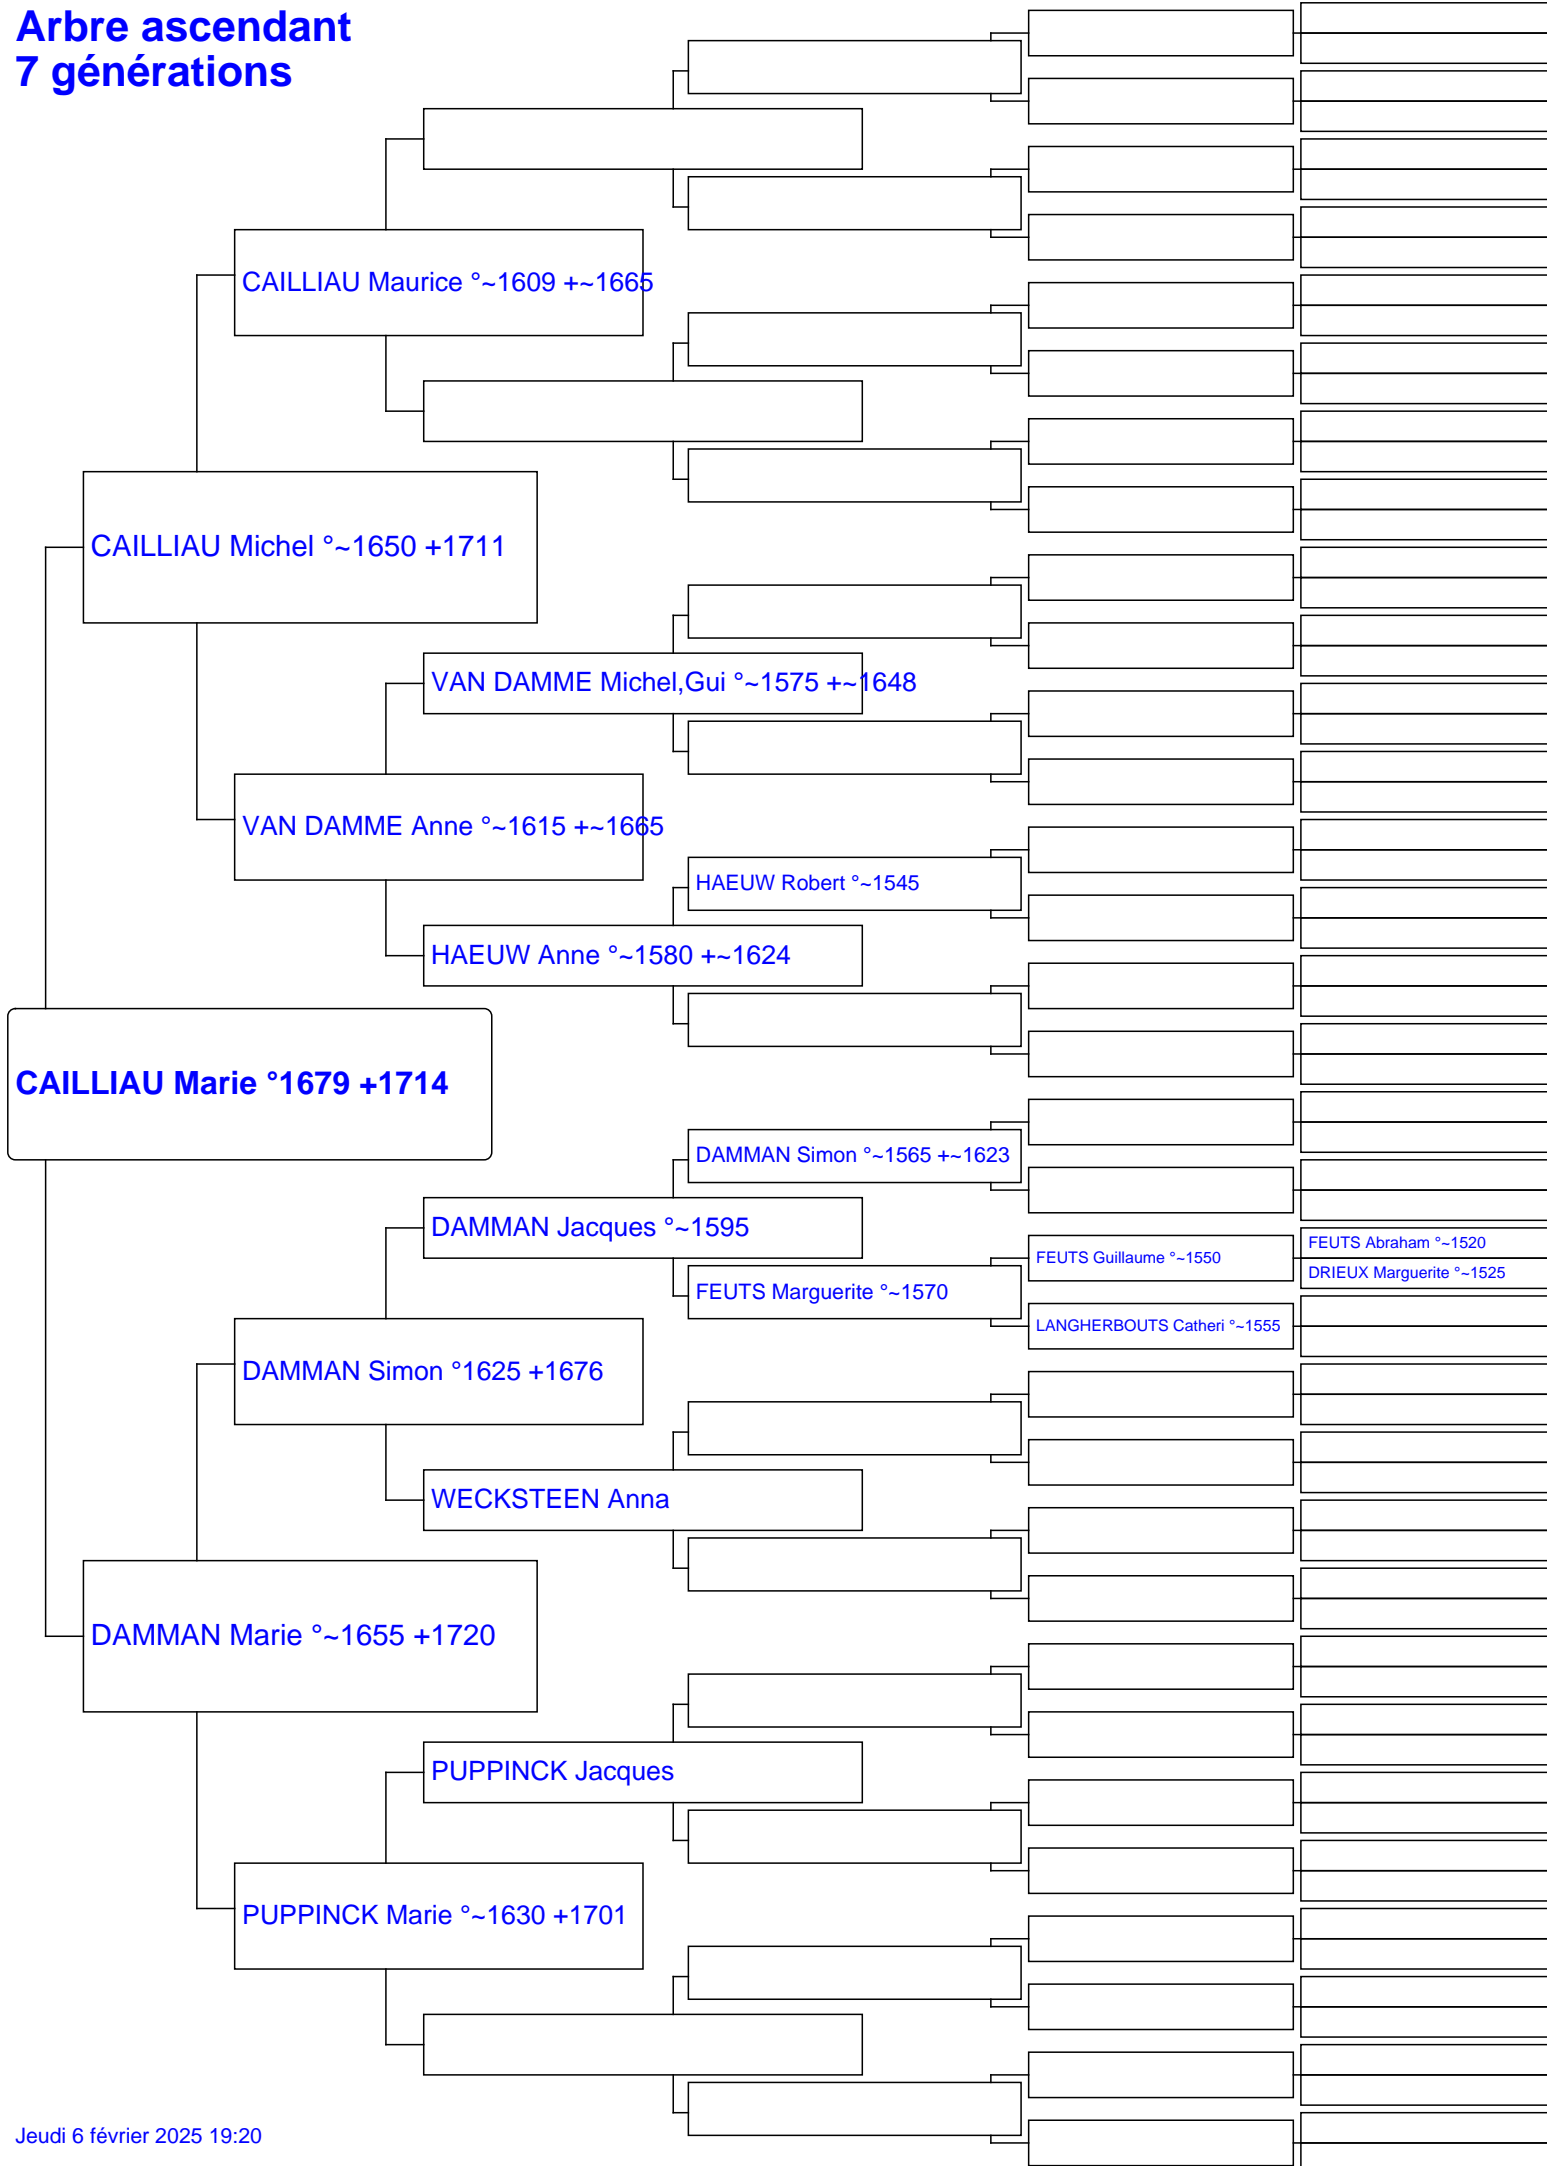 Arbre ascendant
7 générations
CAILLIAU Maurice °~1609 +~1665
CAILLIAU Michel °~1650 +1711
VAN DAMME Michel,Gui °~1575 +~1648
VAN DAMME Anne °~1615 +~1665
HAEUW Robert °~1545
HAEUW Anne °~1580 +~1624
CAILLIAU Marie °1679 +1714
DAMMAN Simon °~1565 +~1623
DAMMAN Jacques °~1595
FEUTS Abraham °~1520
FEUTS Guillaume °~1550
DRIEUX Marguerite °~1525
FEUTS Marguerite °~1570
LANGHERBOUTS Catheri °~1555
DAMMAN Simon °1625 +1676
WECKSTEEN Anna
DAMMAN Marie °~1655 +1720
PUPPINCK Jacques
PUPPINCK Marie °~1630 +1701
Jeudi 6 février 2025 19:20